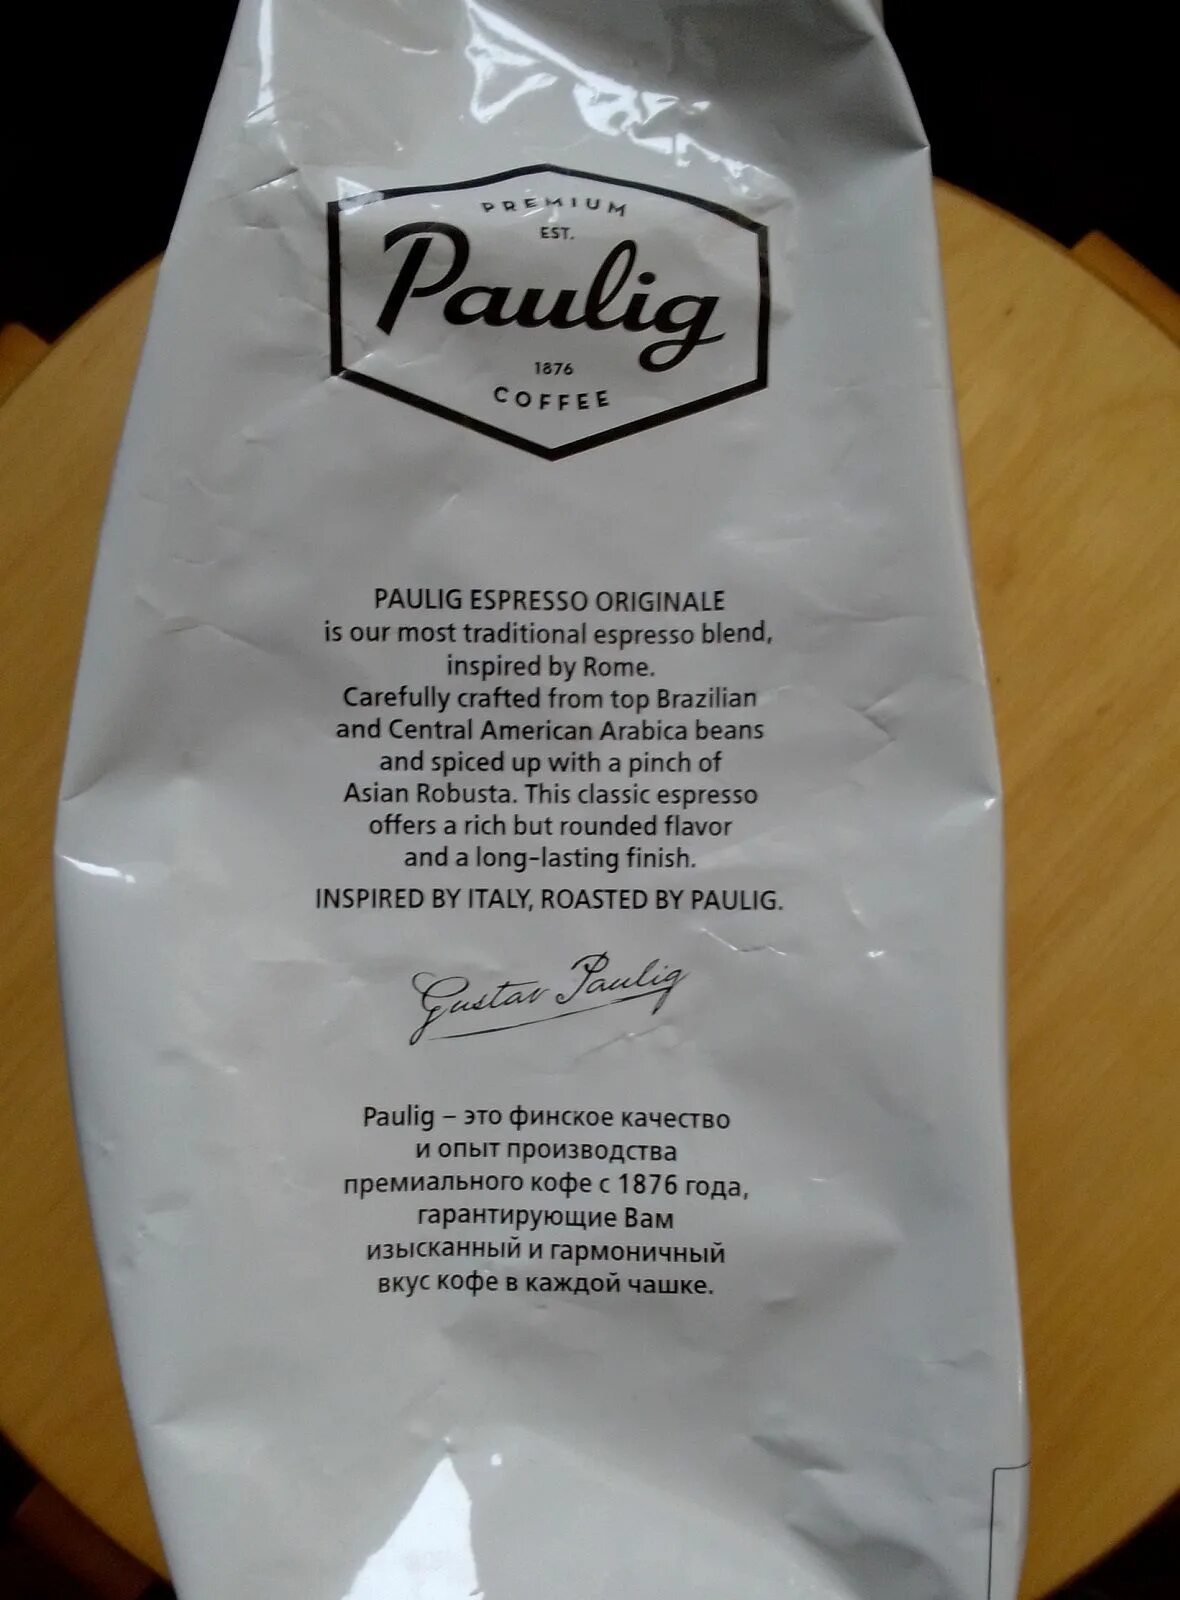 PREMIUM
EST.
Paulig
1876
COFFEE
PAULIG ESPRESSO ORIGINALE
is our most traditional espresso blend,
inspired by Rome.
Carefully crafted from top Brazilian
and Central American Arabica beans
and spiced up with a pinch of
Asian Robusta. This classic espresso
offers a rich but rounded flavor
and a long-lasting finish.
INSPIRED BY ITALY, ROASTED BY PAULIG.
Gustav Paulig
Paulig – это финское качество
и опыт производства
премиального кофе с 1876 года,
гарантирующие Вам
изысканный и гармоничный
вкус кофе в каждой чашке.